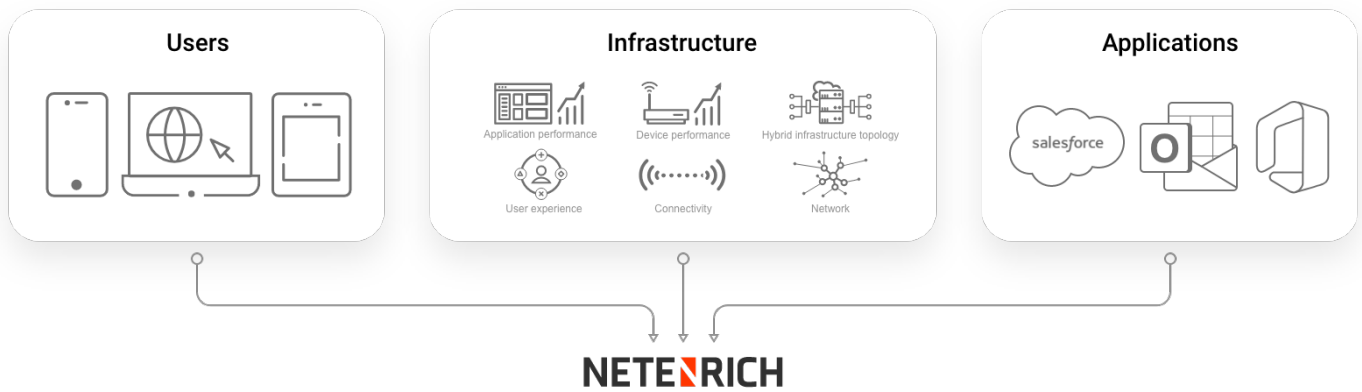 Users
Infrastructure
Applications
Application performance
Device performance
Hybrid infrastructure topology
User experience
Connectivity
Network
salesforce
O
NETENRICH